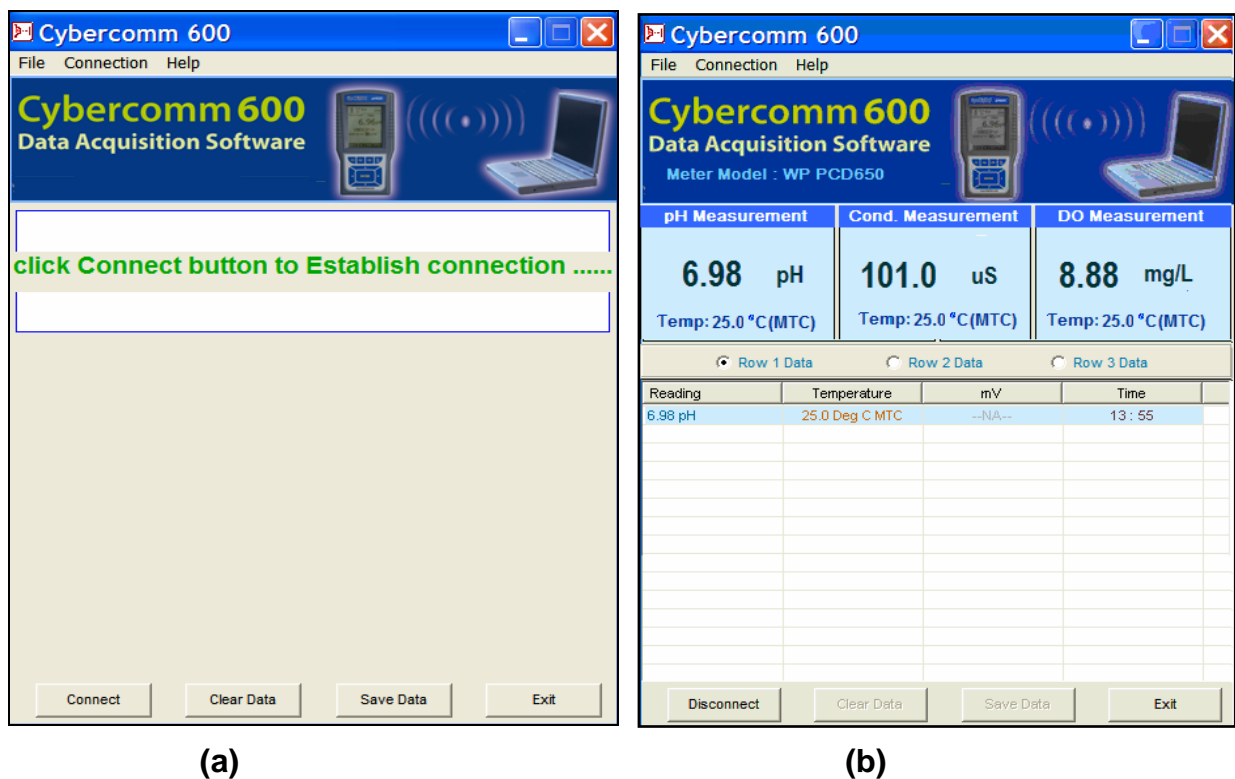 Cybercomm 600
File Connection Help
Cybercomm 600
Data Acquisition Software
click Connect button to Establish connection ......
Connect Clear Data Save Data Exit
(a)
Cybercomm 600
File Connection Help
Cybercomm 600
Data Acquisition Software
Meter Model : WP PCD650
pH Measurement Cond. Measurement DO Measurement
6.98 pH 101.0 uS 8.88 mg/L
Temp: 25.0 °C(MTC) Temp: 25.0 °C(MTC) Temp: 25.0 °C(MTC)
Row 1 Data Row 2 Data Row 3 Data
Reading Temperature mV Time
6.98 pH 25.0 Deg C MTC --NA-- 13 : 55
Disconnect Clear Data Save Data Exit
(b)